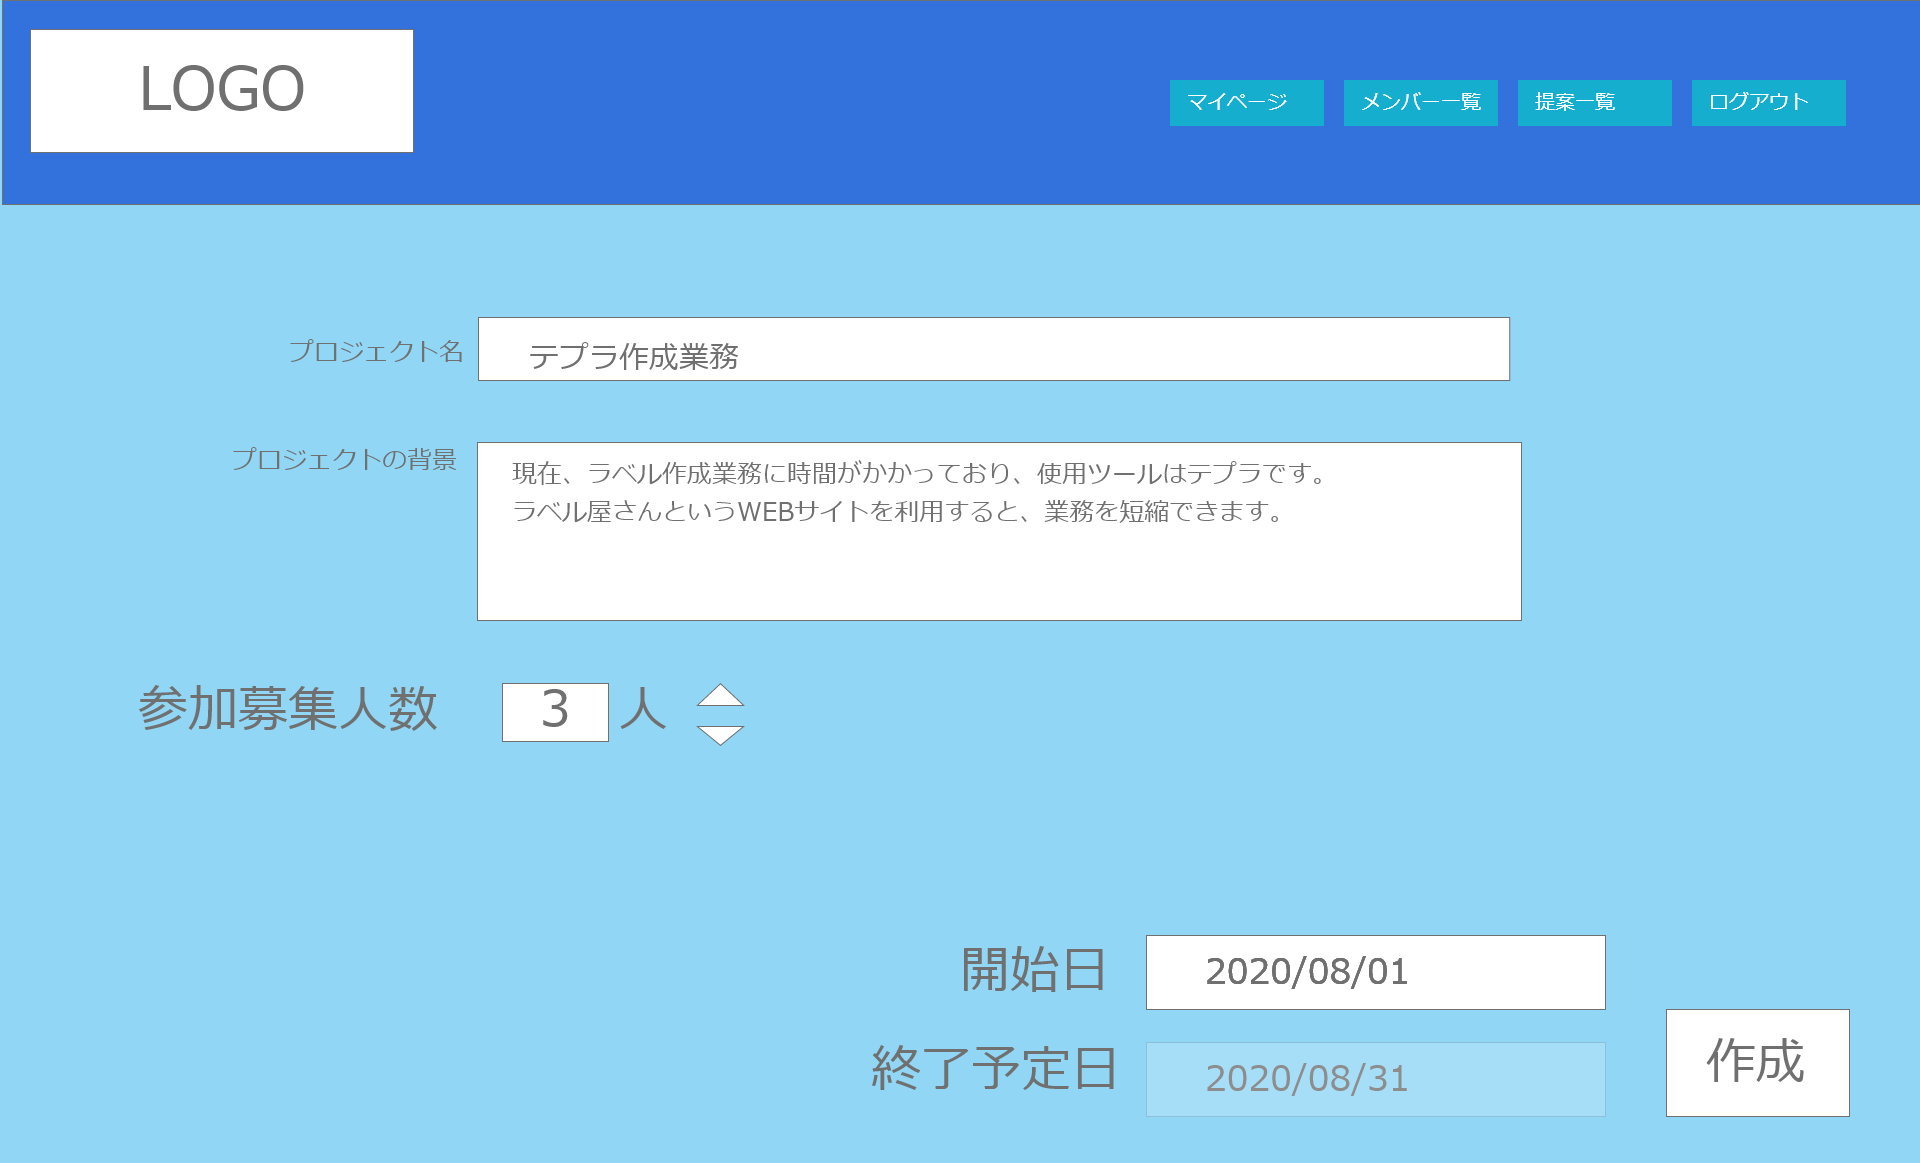 LOGO
マイページ
メンバー一覧
提案一覧
ログアウト
プロジェクト名
テプラ作成業務
プロジェクトの背景
現在、ラベル作成業務に時間がかかっており、使用ツールはテプラです。
ラベル屋さんというWEBサイトを利用すると、業務を短縮できます。
参加募集人数
3 人
開始日
2020/08/01
終了予定日
2020/08/31
作成